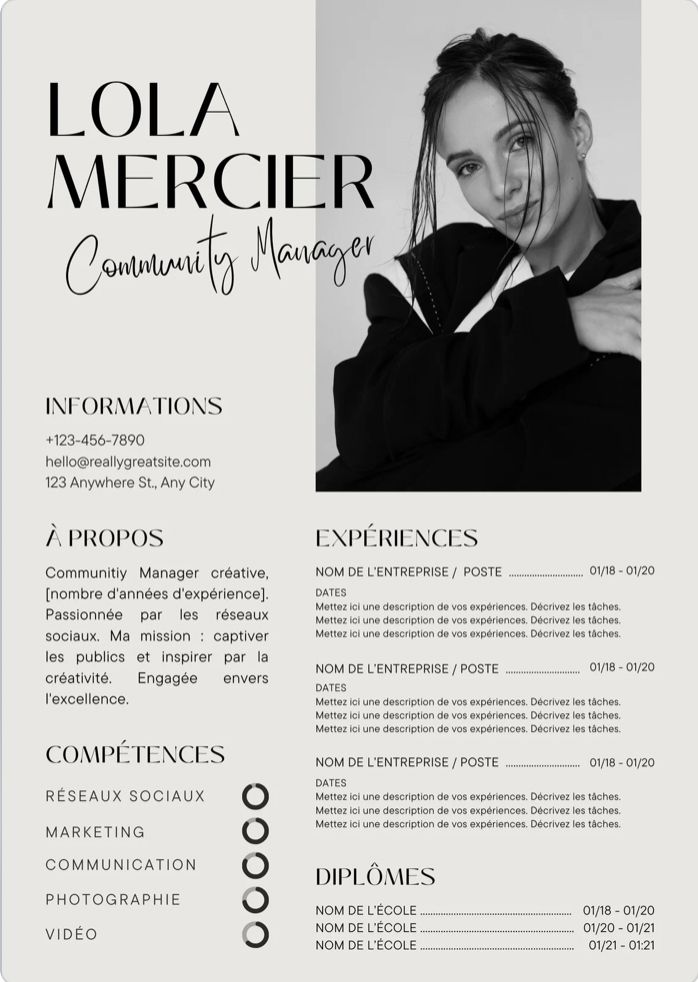 LOLA
MERCIER
Community Manager
INFORMATIONS
+123-456-7890
hello@reallygreatsite.com
123 Anywhere St., Any City
À PROPOS
Communitiy Manager créative,
[nombre d'années d'expérience].
Passionnée par les réseaux
sociaux. Ma mission : captiver
les publics et inspirer par la
créativité. Engagée envers
l'excellence.
COMPÉTENCES
RÉSEAUX SOCIAUX
MARKETING
COMMUNICATION
PHOTOGRAPHIE
VIDÉO
EXPÉRIENCES
NOM DE L'ENTREPRISE / POSTE ............................ 01/18 - 01/20
DATES
Mettez ici une description de vos expériences. Décrivez les tâches.
Mettez ici une description de vos expériences. Décrivez les tâches.
Mettez ici une description de vos expériences. Décrivez les tâches.
NOM DE L'ENTREPRISE / POSTE ............................ 01/18 - 01/20
DATES
Mettez ici une description de vos expériences. Décrivez les tâches.
Mettez ici une description de vos expériences. Décrivez les tâches.
Mettez ici une description de vos expériences. Décrivez les tâches.
NOM DE L'ENTREPRISE / POSTE ............................ 01/18 - 01/20
DATES
Mettez ici une description de vos expériences. Décrivez les tâches.
Mettez ici une description de vos expériences. Décrivez les tâches.
Mettez ici une description de vos expériences. Décrivez les tâches.
DIPLÔMES
NOM DE L'ÉCOLE ........................................................ 01/18 - 01/20
NOM DE L'ÉCOLE ........................................................ 01/20 - 01/21
NOM DE L'ÉCOLE ........................................................ 01/21 - 01:21